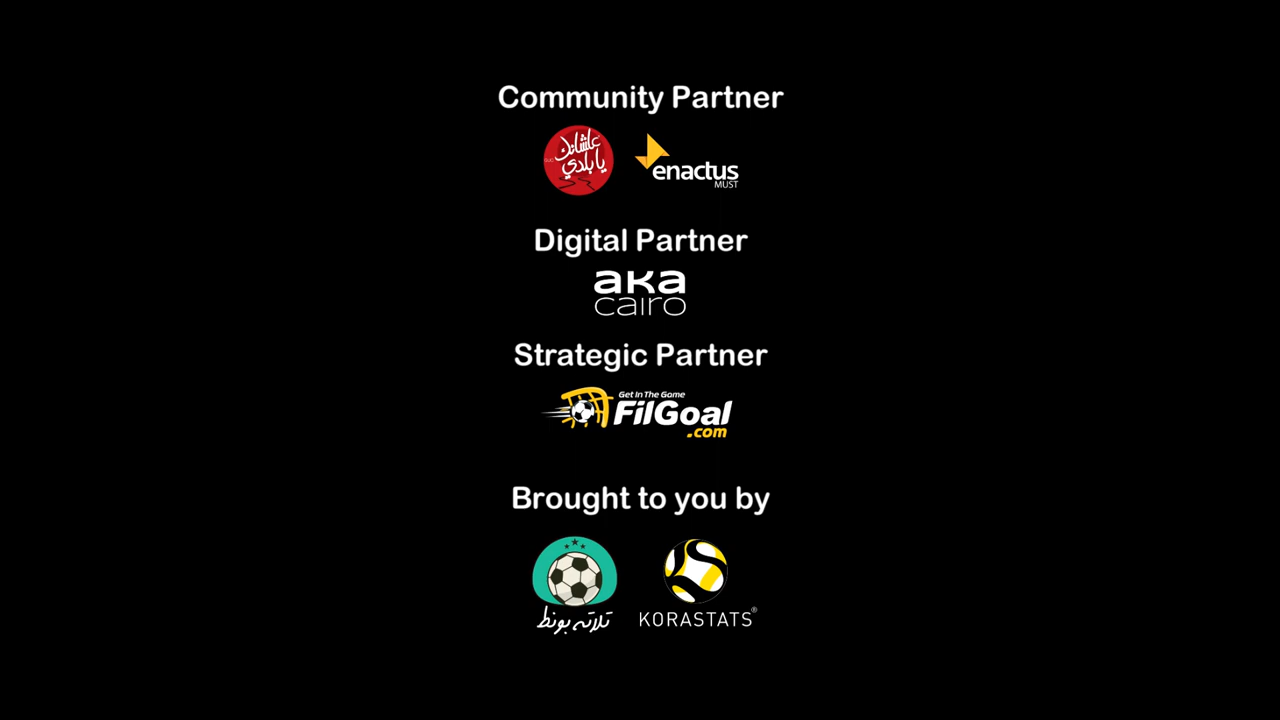 Community Partner
علشانك
يا بلدي
enactus
MUST
Digital Partner
aka
cairo
Strategic Partner
Get In The Game
FilGoal
.com
Brought to you by
تلاته بونط
KORASTATS®